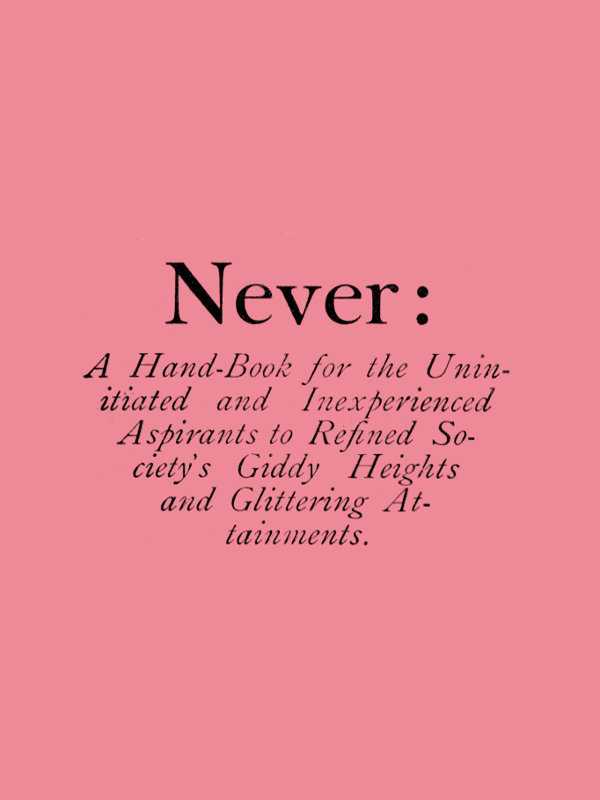 Never:
A Hand-Book for the Unin-
itiated and Inexperienced
Aspirants to Refined So-
ciety's Giddy Heights
and Glittering At-
tainments.